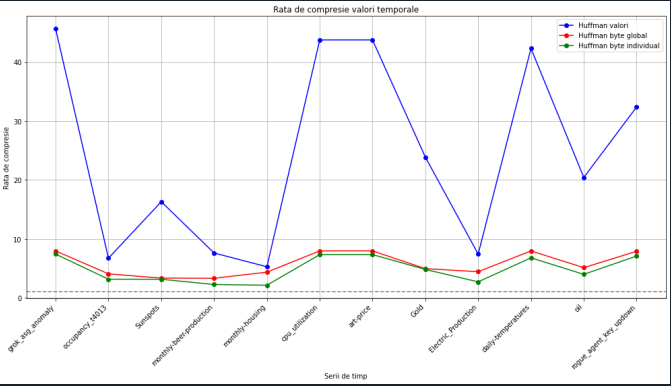 Rata de compresie valori temporale
Huffman valori
Huffman byte global
Huffman byte individual
Rata de compresie
40
30
20
10
0
grok_asg_anomaly
occupancy_t4013
Sunspots
monthly-beer-production
monthly-housing
cpu_utilization
art-price
Gold
Electric_Production
daily-temperatures
oil
rogue_agent_key_updown
Serii de timp